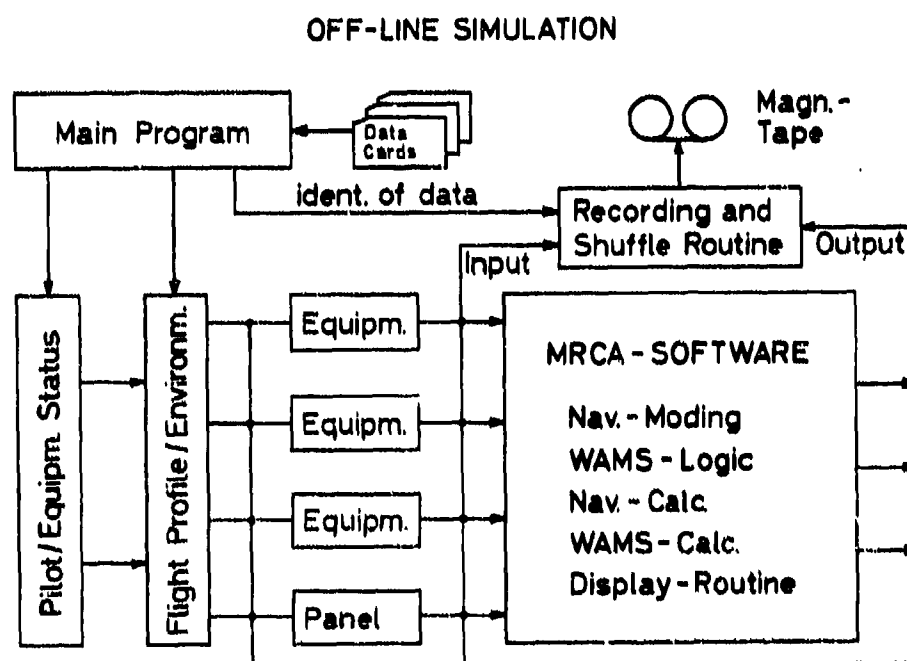 OFF-LINE SIMULATION
Main Program
Data
Cards
Magn.-
Tape
ident. of data
Recording and
Shuffle Routine
Input
Output
Pilot/Equipm. Status
Flight Profile/Environm.
Equipm.
Equipm.
Equipm.
Panel
MRCA-SOFTWARE
Nav.-Moding
WAMS-Logic
Nav.-Calc.
WAMS-Calc.
Display-Routine